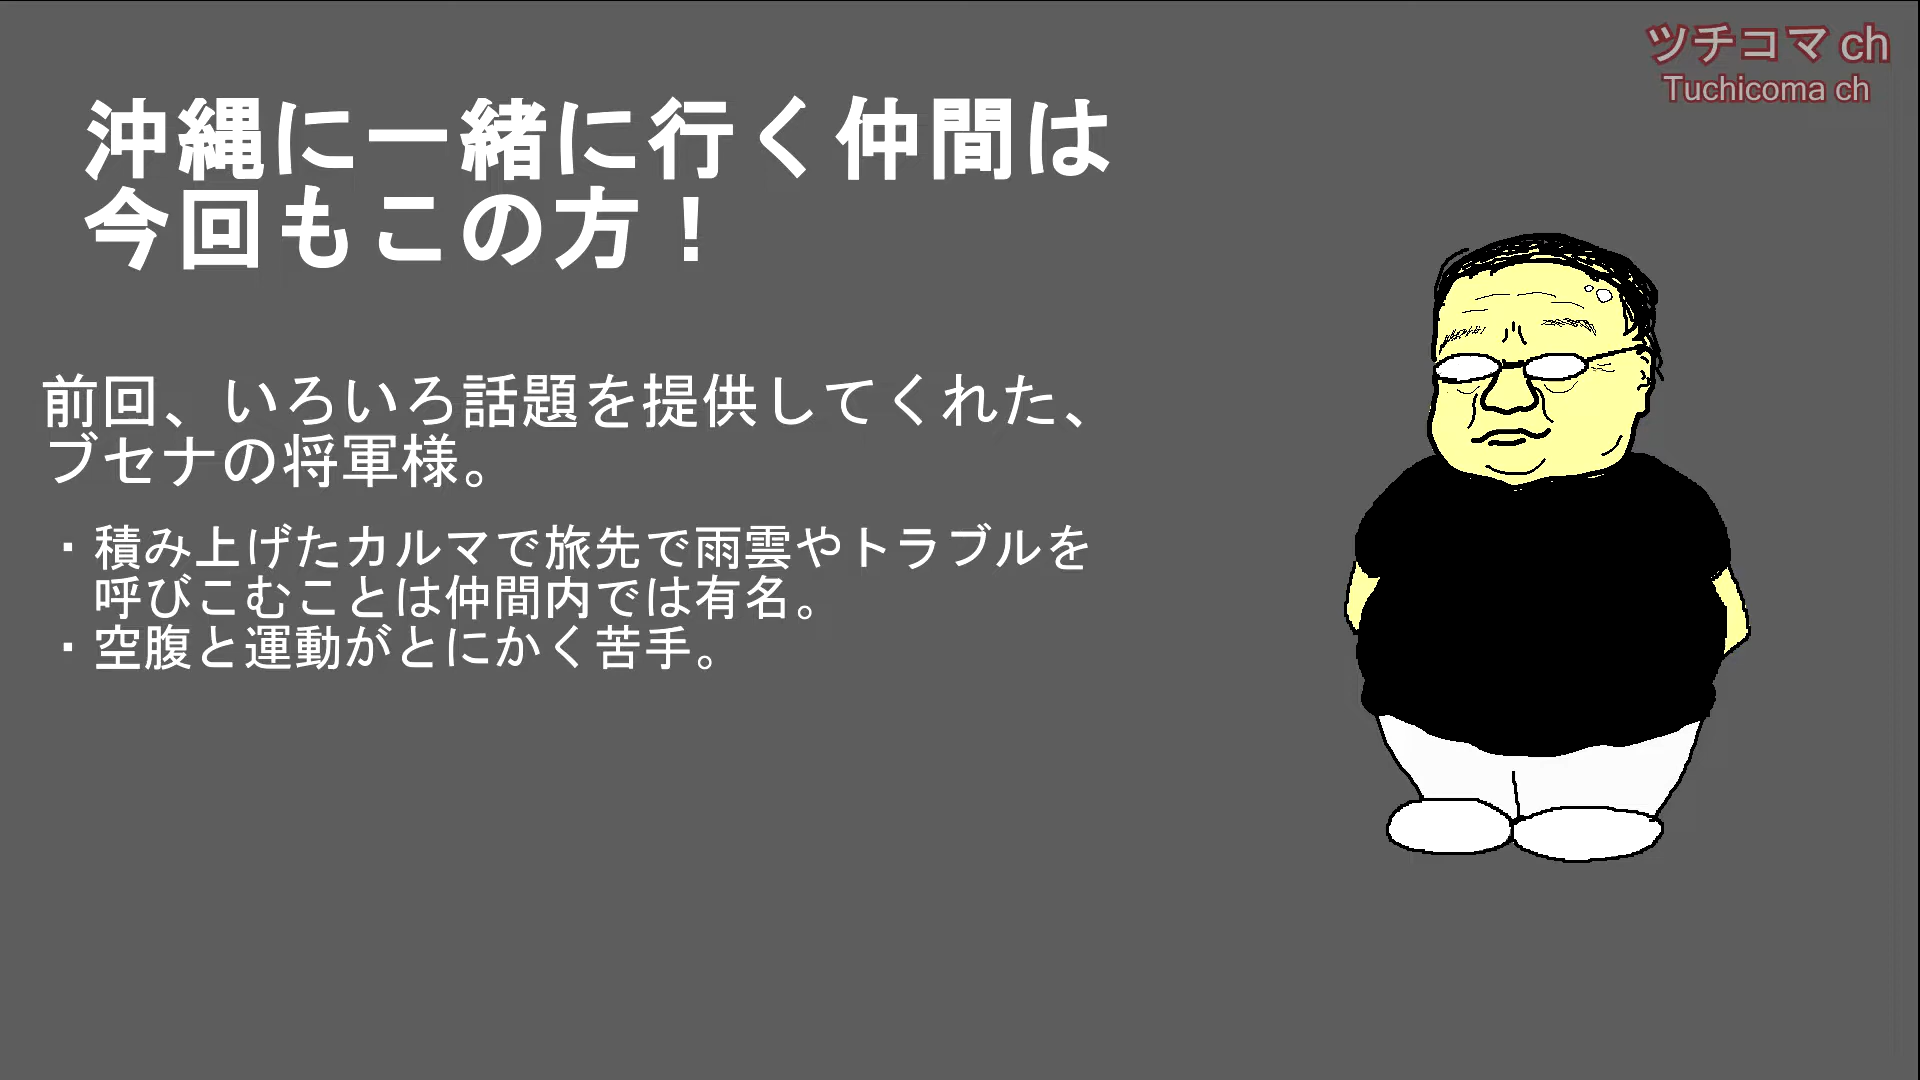 ツチコマ ch
Tuchicoma ch
沖縄に一緒に行く仲間は
今回もこの方！
前回、いろいろ話題を提供してくれた、
ブセナの将軍様。
・積み上げたカルマで旅先で雨雲やトラブルを
呼びこむことは仲間内では有名。
・空腹と運動がとにかく苦手。